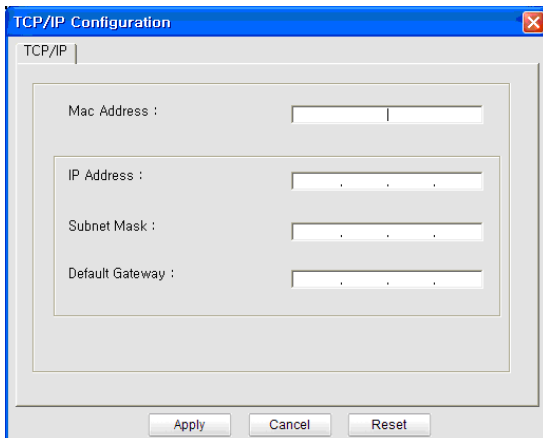 TCP/IP Configuration
TCP/IP
Mac Address :
IP Address :
. . .
Subnet Mask :
. . .
Default Gateway :
. . .
Apply Cancel Reset